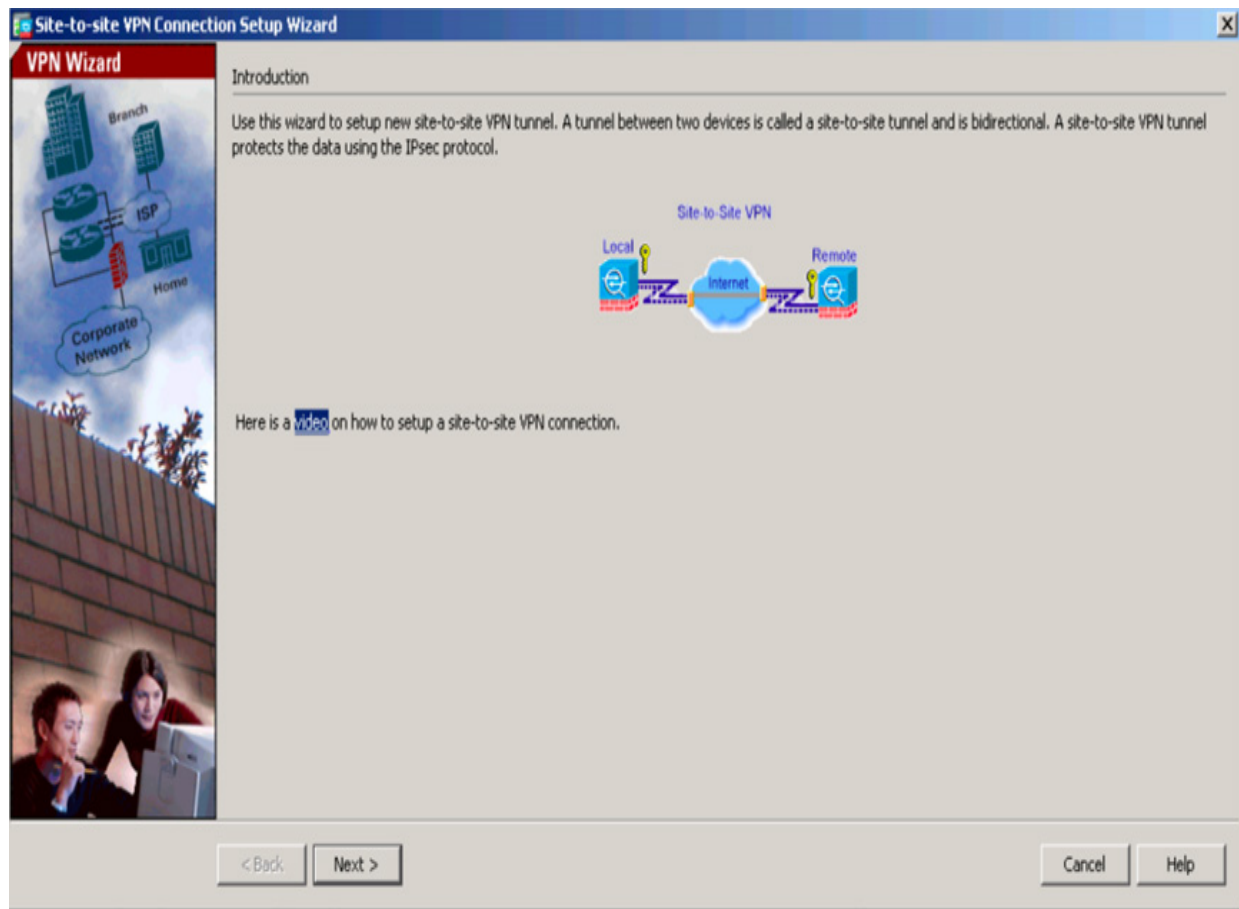 Site-to-site VPN Connection Setup Wizard
VPN Wizard
Branch
ISP
Home
Corporate
Network
Introduction
Use this wizard to setup new site-to-site VPN tunnel. A tunnel between two devices is called a site-to-site tunnel and is bidirectional. A site-to-site VPN tunnel
protects the data using the IPsec protocol.
Site-to-Site VPN
Local
Remote
Internet
Here is a video on how to setup a site-to-site VPN connection.
< Back
Next >
Cancel
Help